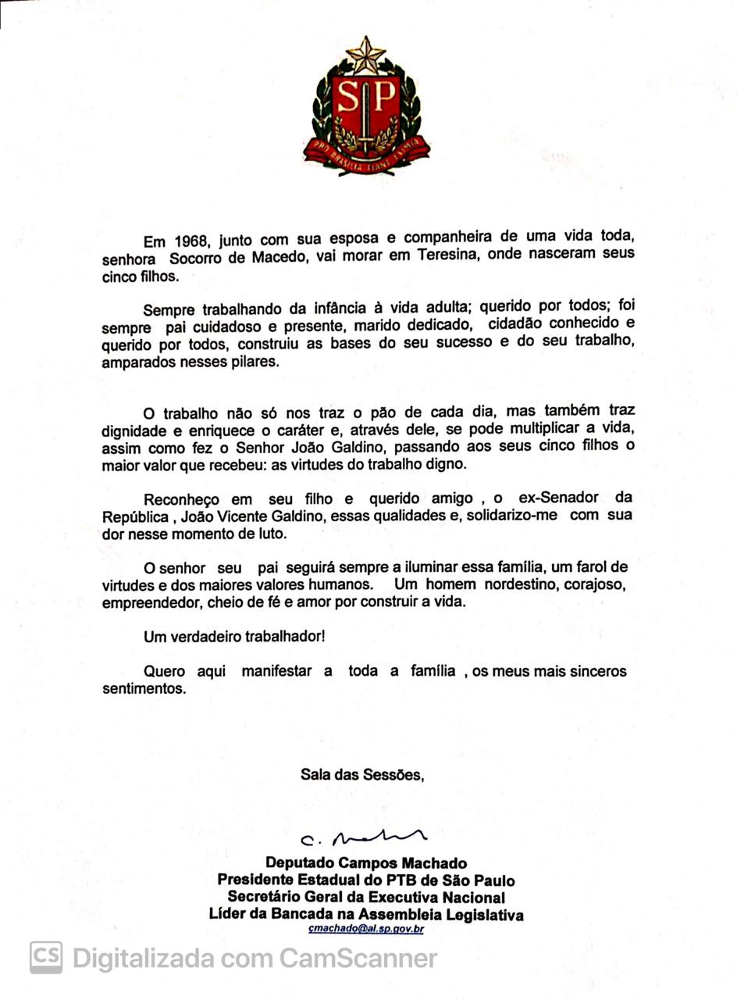 S P
PRO BRASILIA FIANT EXIMIA
Em 1968, junto com sua esposa e companheira de uma vida toda,
senhora Socorro de Macedo, vai morar em Teresina, onde nasceram seus
cinco filhos.
Sempre trabalhando da infância à vida adulta; querido por todos; foi
sempre pai cuidadoso e presente, marido dedicado, cidadão conhecido e
querido por todos, construiu as bases do seu sucesso e do seu trabalho,
amparados nesses pilares.
O trabalho não só nos traz o pão de cada dia, mas também traz
dignidade e enriquece o caráter e, através dele, se pode multiplicar a vida,
assim como fez o Senhor João Galdino, passando aos seus cinco filhos o
maior valor que recebeu: as virtudes do trabalho digno.
Reconheço em seu filho e querido amigo , o ex-Senador da
República , João Vicente Galdino, essas qualidades e, solidarizo-me com sua
dor nesse momento de luto.
O senhor seu pai seguirá sempre a iluminar essa família, um farol de
virtudes e dos maiores valores humanos. Um homem nordestino, corajoso,
empreendedor, cheio de fé e amor por construir a vida.
Um verdadeiro trabalhador!
Quero aqui manifestar a toda a família , os meus mais sinceros
sentimentos.
Sala das Sessões,
Deputado Campos Machado
Presidente Estadual do PTB de São Paulo
Secretário Geral da Executiva Nacional
Líder da Bancada na Assembleia Legislativa
cmachado@al.sp.gov.br
CS Digitalizada com CamScanner